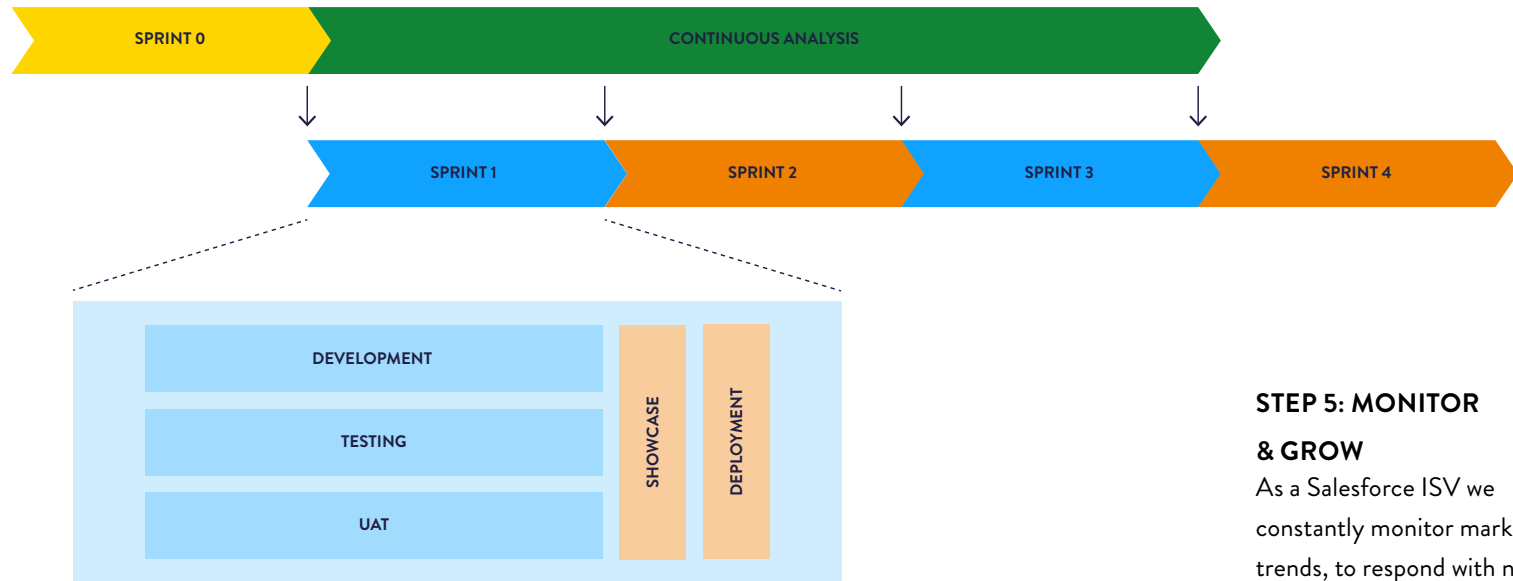 SPRINT 0
CONTINUOUS ANALYSIS
SPRINT 1
SPRINT 2
SPRINT 3
SPRINT 4
DEVELOPMENT
TESTING
UAT
SHOWCASE
DEPLOYMENT
STEP 5: MONITOR
& GROW
As a Salesforce ISV we
constantly monitor
trends, to respond with